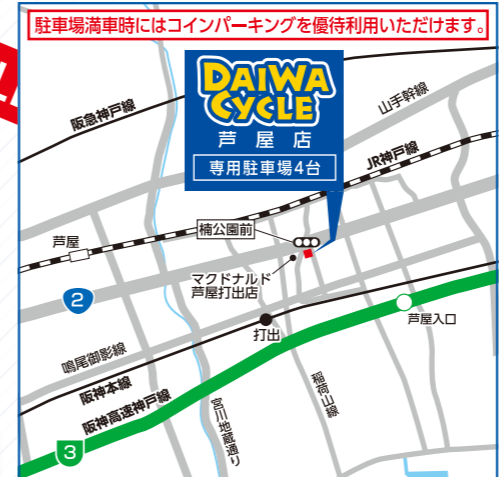 駐車場満車時にはコインパーキングを優待利用いただけます。
DAIWA
CYCLE
芦屋店
専用駐車場4台
阪急神戸線
山手幹線
JR神戸線
楠公園前
芦屋
マクドナルド
芦屋打出店
2
芦屋入口
打出
鳴尾御影線
阪神本線
阪神高速神戸線
稲荷山線
宮川地蔵通り
3